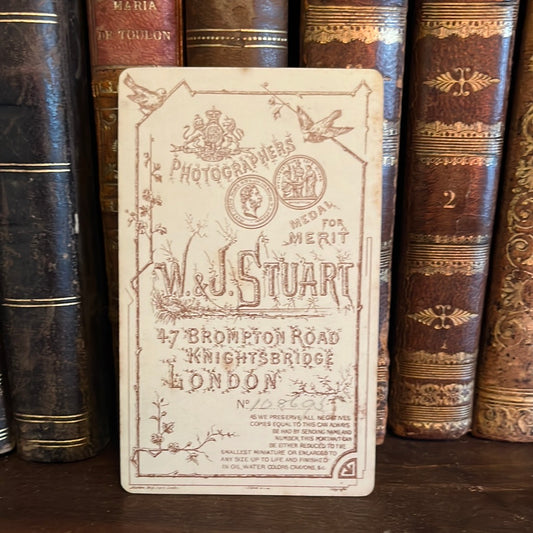 MARIA
DE TOULON
2
PHOTOGRAPHERS
MEDAL
FOR
MERIT
W. & J. STUART
47 BROMPTON ROAD
KNIGHTSBRIDGE
LONDON
No
AS WE PRESERVE ALL NEGATIVES
COPIES EQUAL TO THIS CAN ALWAYS
BE HAD BY SENDING NAME AND
NUMBER, THIS PORTRAIT CAN
BE EITHER REDUCED TO THE
SMALLEST MINIATURE OR ENLARGED TO
ANY SIZE UP TO LIFE AND FINISHED
IN OIL, WATER COLORS CRAYONS, &c.